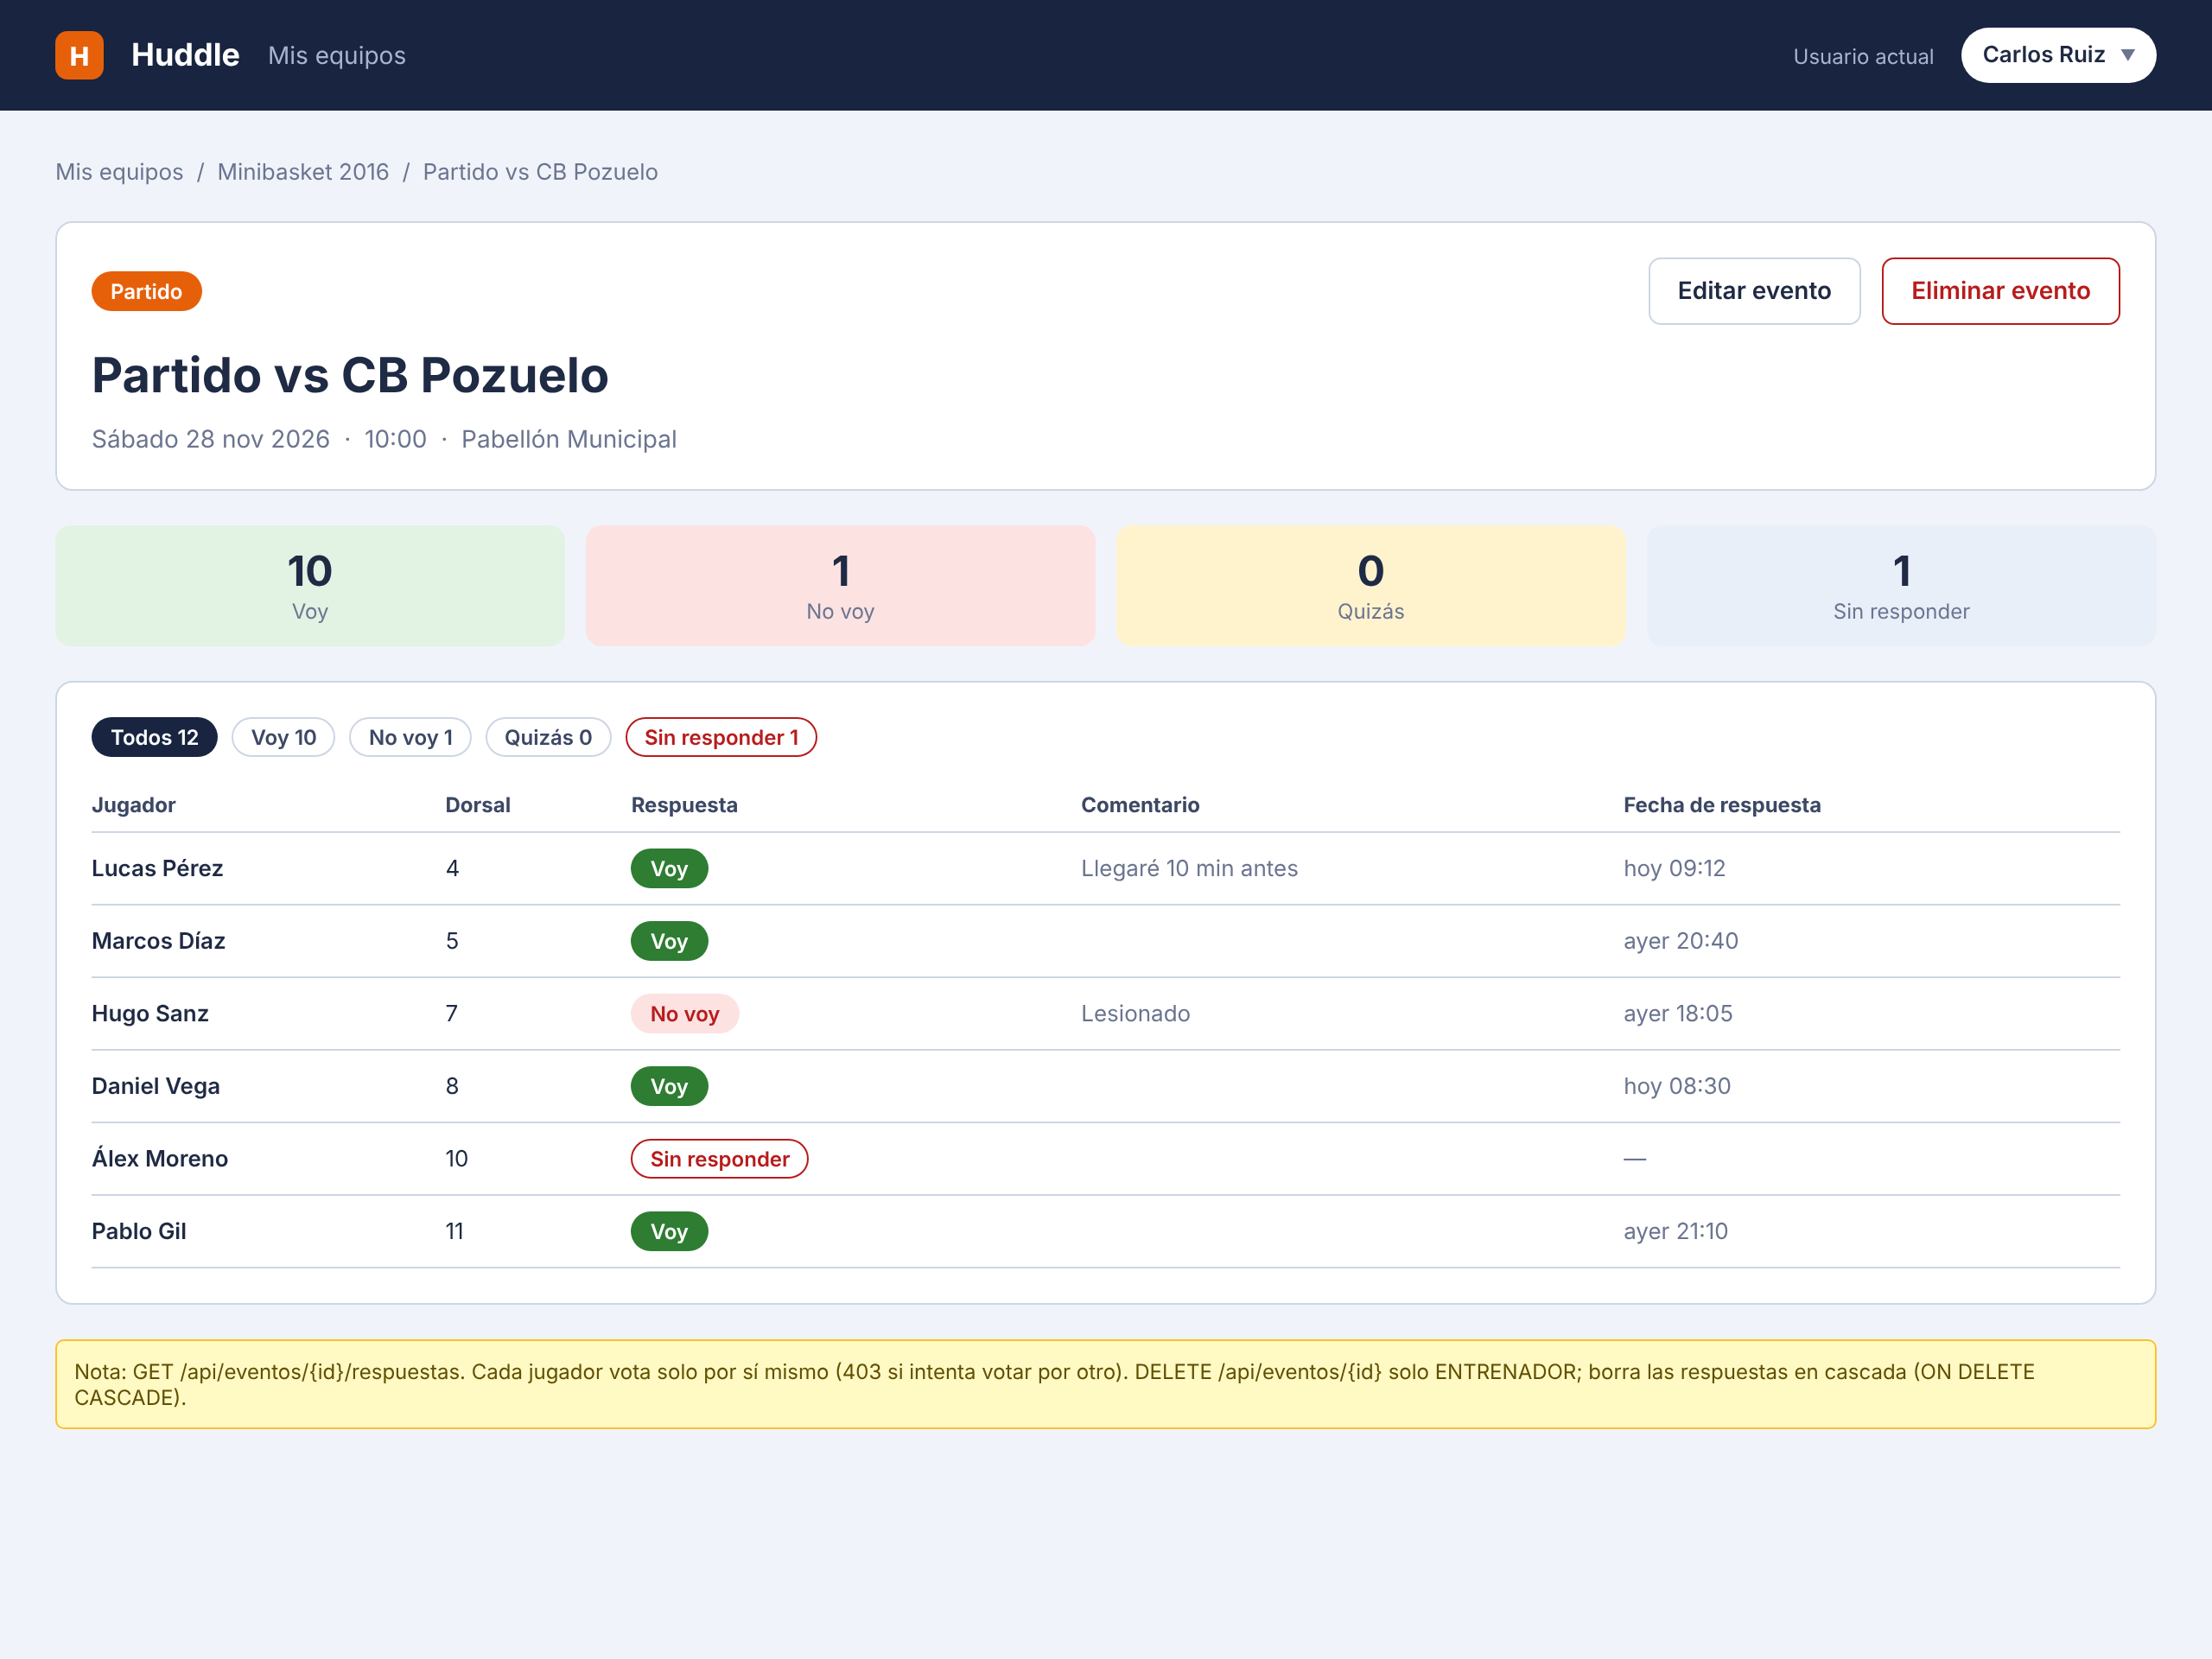 H Huddle Mis equipos Usuario actual Carlos Ruiz ▼
Mis equipos / Minibasket 2016 / Partido vs CB Pozuelo
Partido Editar evento Eliminar evento
Partido vs CB Pozuelo
Sábado 28 nov 2026 · 10:00 · Pabellón Municipal
10 1 0 1
Voy No voy Quizás Sin responder
Todos 12 Voy 10 No voy 1 Quizás 0 Sin responder 1
Jugador Dorsal Respuesta Comentario Fecha de respuesta
Lucas Pérez 4 Voy Llegaré 10 min antes hoy 09:12
Marcos Díaz 5 Voy ayer 20:40
Hugo Sanz 7 No voy Lesionado ayer 18:05
Daniel Vega 8 Voy hoy 08:30
Álex Moreno 10 Sin responder —
Pablo Gil 11 Voy ayer 21:10
Nota: GET /api/eventos/{id}/respuestas. Cada jugador vota solo por sí mismo (403 si intenta votar por otro). DELETE /api/eventos/{id} solo ENTRENADOR; borra las respuestas en cascada (ON DELETE
CASCADE).